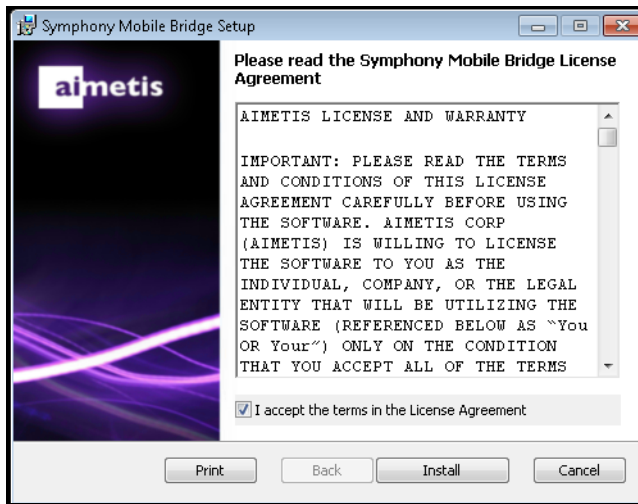 Symphony Mobile Bridge Setup
aimetis
Please read the Symphony Mobile Bridge License
Agreement
AIMETIS LICENSE AND WARRANTY
IMPORTANT: PLEASE READ THE TERMS
AND CONDITIONS OF THIS LICENSE
AGREEMENT CAREFULLY BEFORE USING
THE SOFTWARE. AIMETIS CORP
(AIMETIS) IS WILLING TO LICENSE
THE SOFTWARE TO YOU AS THE
INDIVIDUAL, COMPANY, OR THE LEGAL
ENTITY THAT WILL BE UTILIZING THE
SOFTWARE (REFERENCED BELOW AS “You
OR Your”) ONLY ON THE CONDITION
THAT YOU ACCEPT ALL OF THE TERMS
I accept the terms in the License Agreement
Print Back Install Cancel